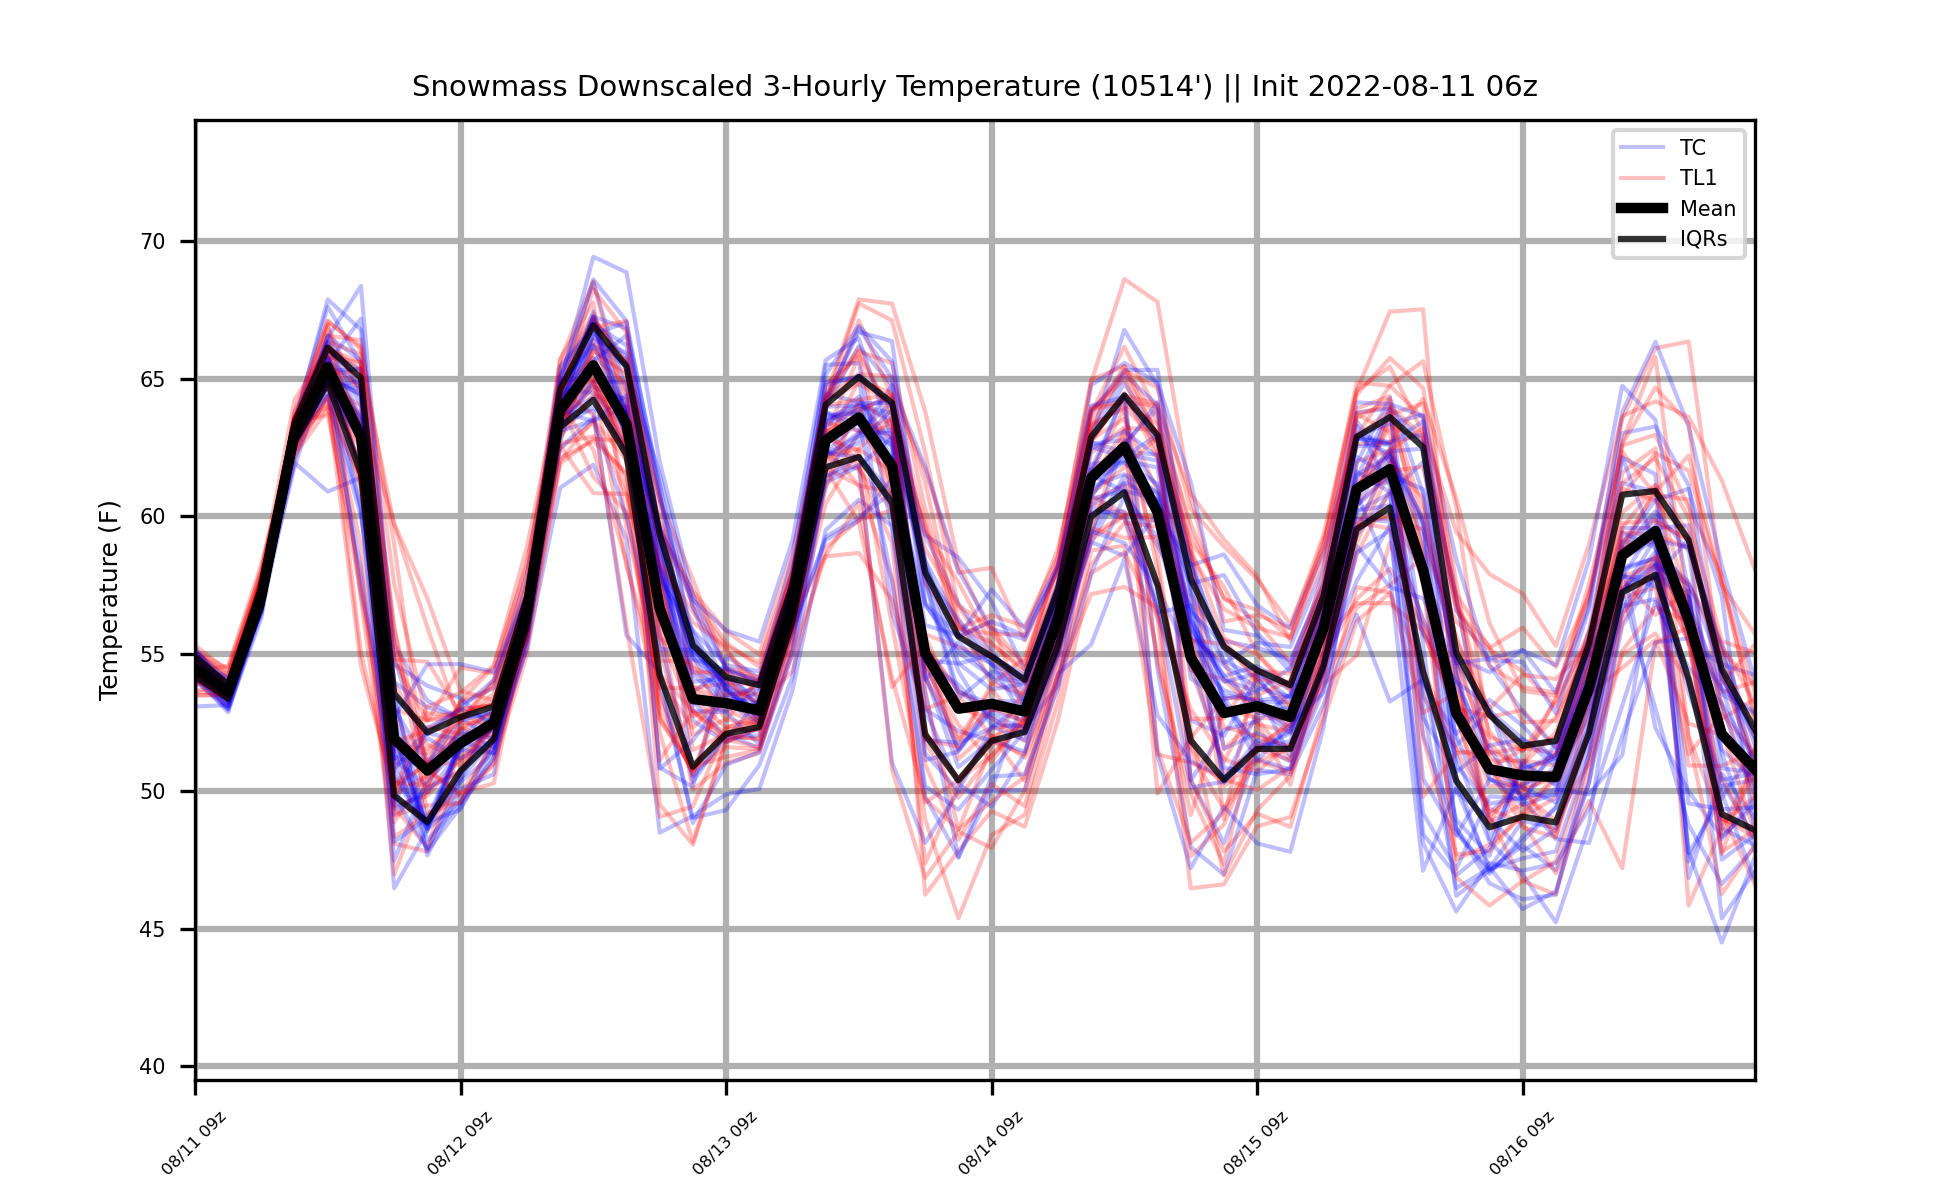 Snowmass Downscaled 3-Hourly Temperature (10514') || Init 2022-08-11 06z
TC
TL1
Mean
IQRs
Temperature (F)
70
65
60
55
50
45
40
08/11 09z
08/12 09z
08/13 09z
08/14 09z
08/15 09z
08/16 09z